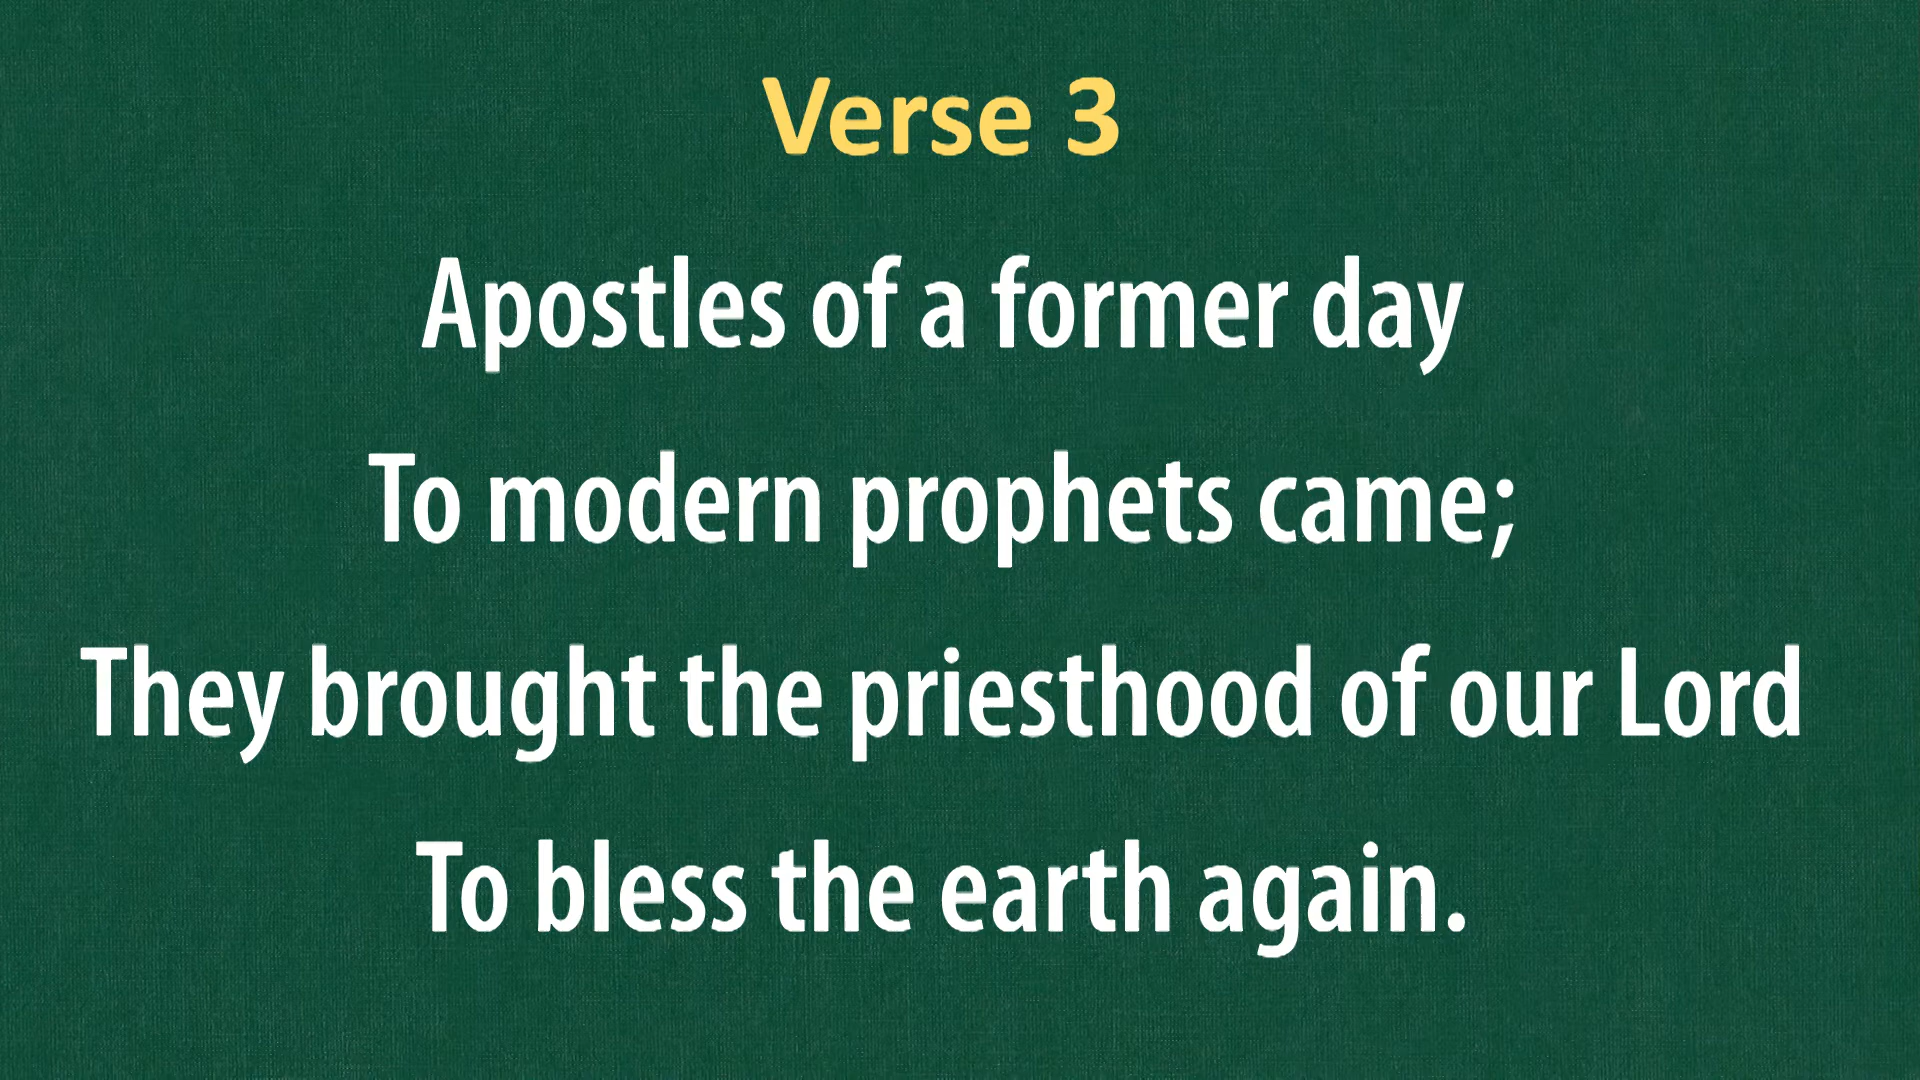 Verse 3
Apostles of a former day
To modern prophets came;
They brought the priesthood of our Lord
To bless the earth again.